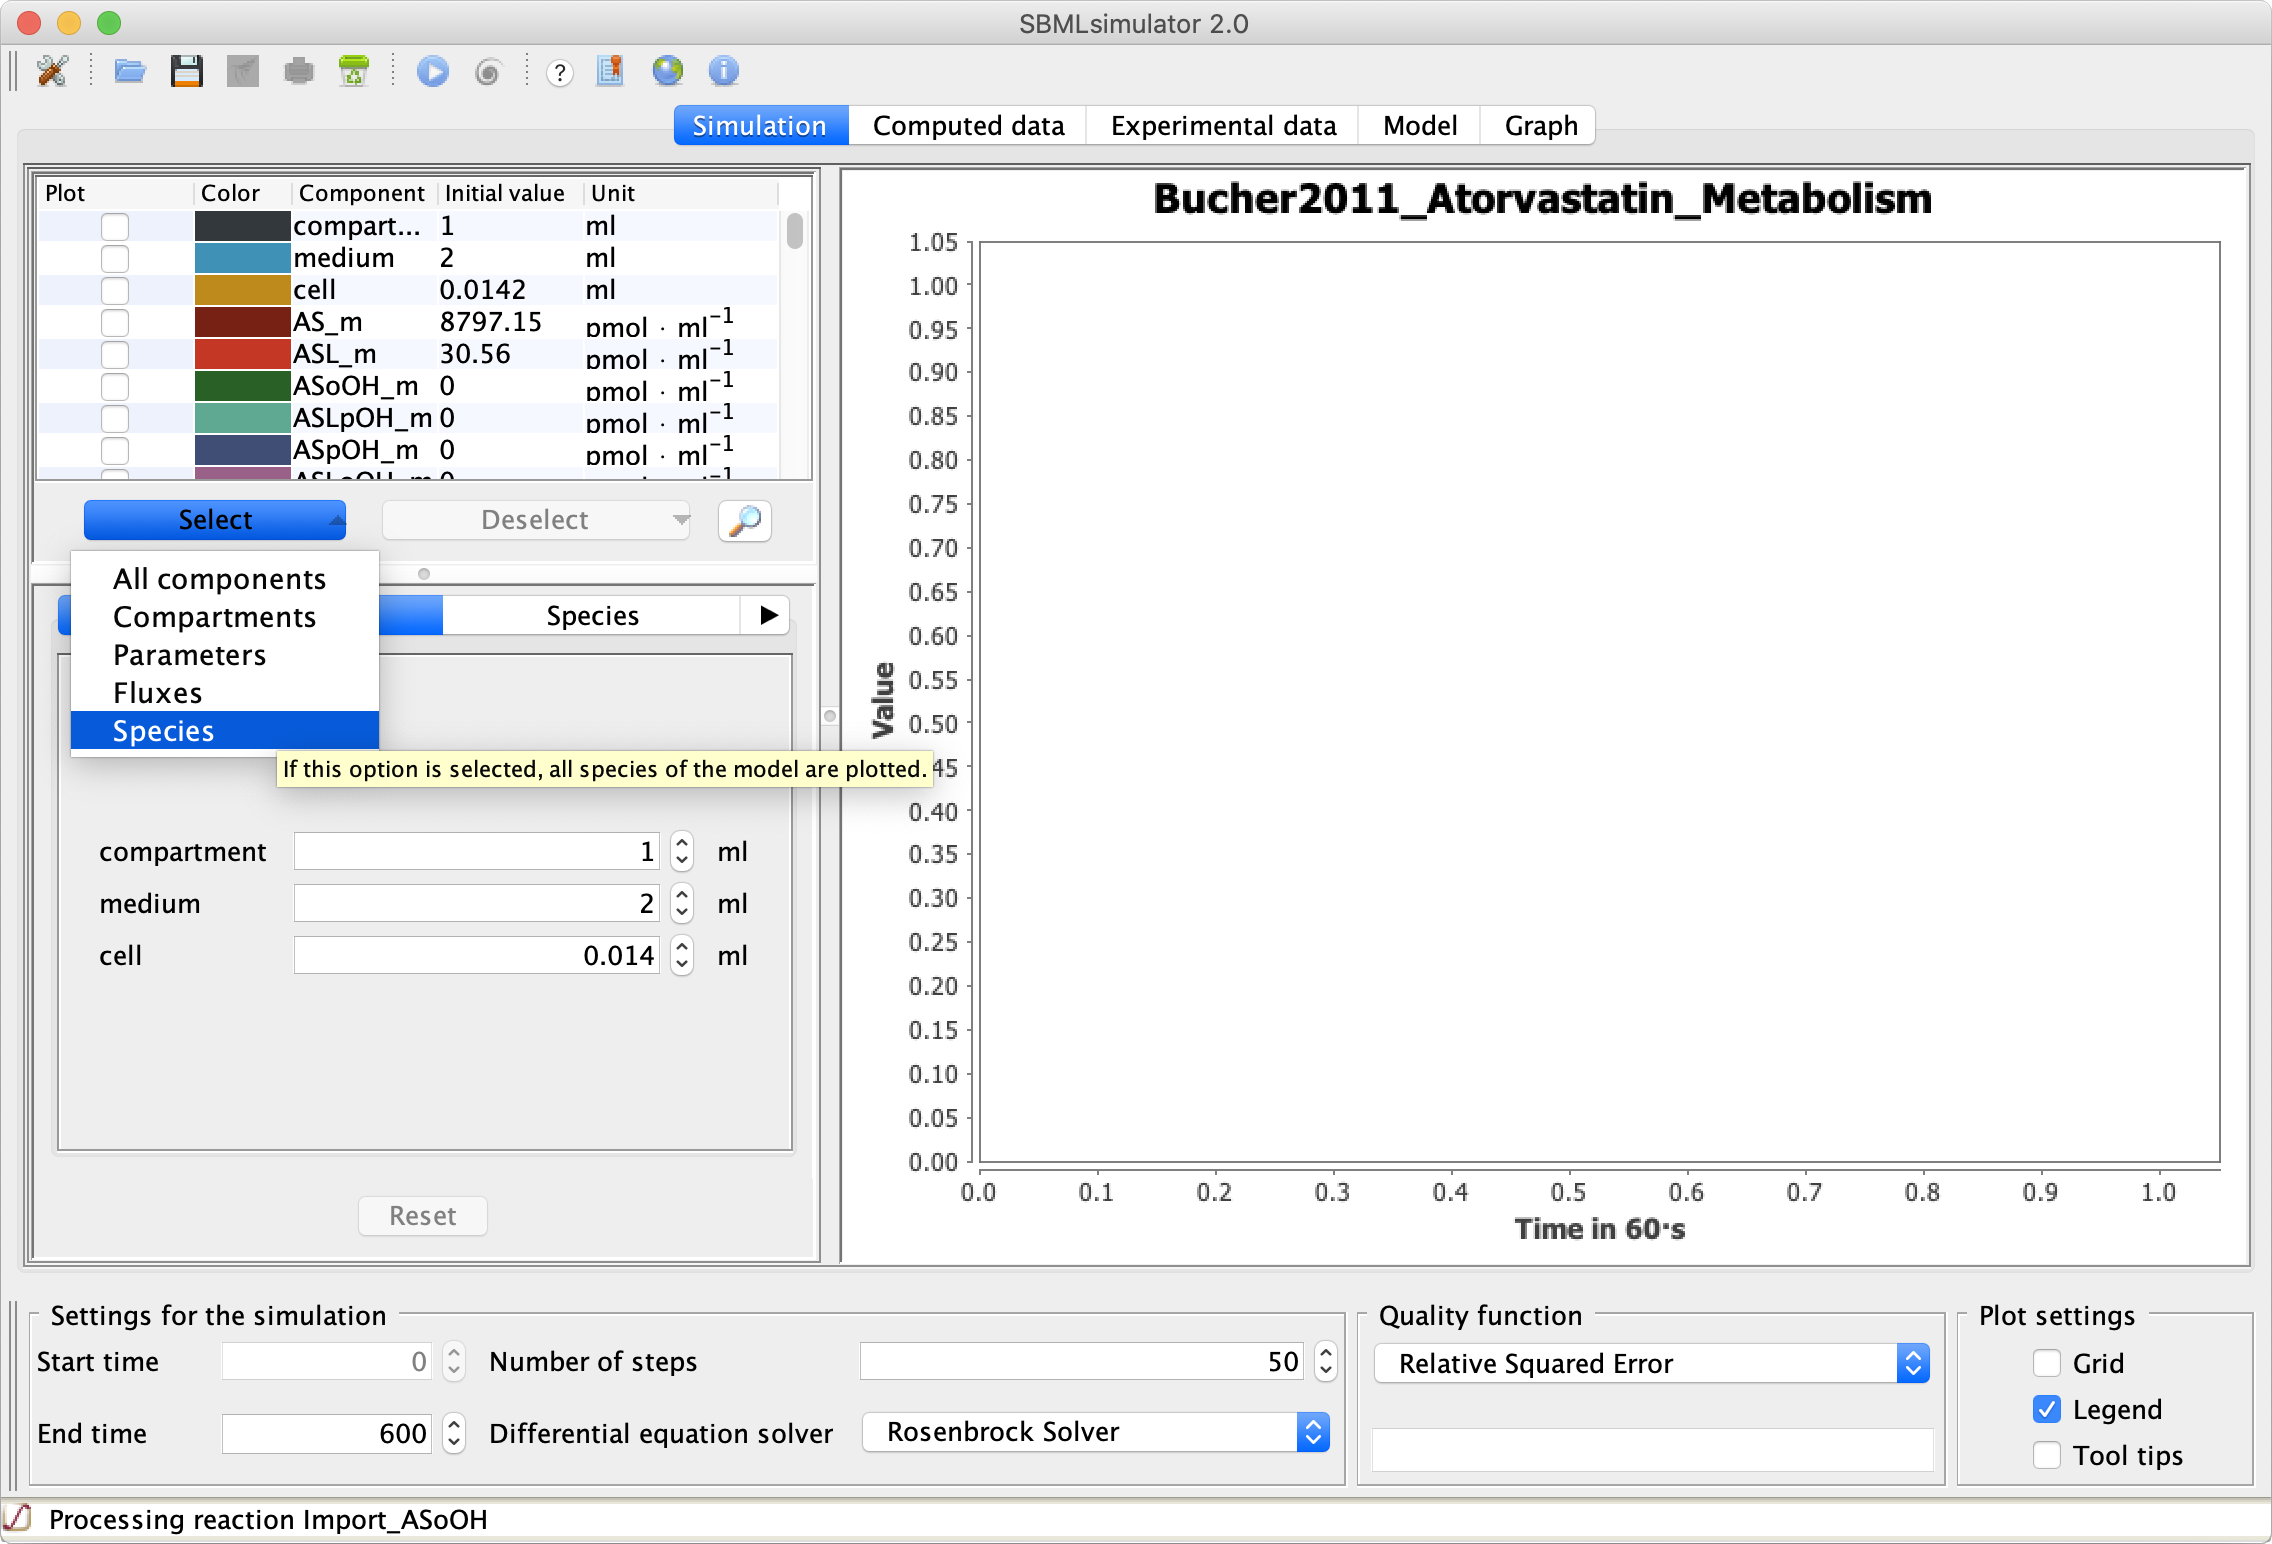 SBMLsimulator 2.0
?
i
Simulation Computed data Experimental data Model Graph
Plot Color Component Initial value Unit
compart... 1 ml
medium 2 ml
cell 0.0142 ml
AS_m 8797.15 pmol · ml⁻¹
ASL_m 30.56 pmol · ml⁻¹
ASoOH_m 0 pmol · ml⁻¹
ASLpOH_m 0 pmol · ml⁻¹
ASpOH_m 0 pmol · ml⁻¹
Select Deselect
All components
Compartments
Parameters
Fluxes
Species
If this option is selected, all species of the model are plotted.
Species
compartment 1 ml
medium 2 ml
cell 0.014 ml
Reset
Bucher2011_Atorvastatin_Metabolism
1.05
1.00
0.95
0.90
0.85
0.80
0.75
0.70
0.65
0.60
0.55
0.50
45
0.40
0.35
0.30
0.25
0.20
0.15
0.10
0.05
0.00
Value
0.0 0.1 0.2 0.3 0.4 0.5 0.6 0.7 0.8 0.9 1.0
Time in 60·s
Settings for the simulation
Start time 0 Number of steps 50
End time 600 Differential equation solver Rosenbrock Solver
Quality function
Relative Squared Error
Plot settings
Grid
Legend
Tool tips
Processing reaction Import_ASoOH